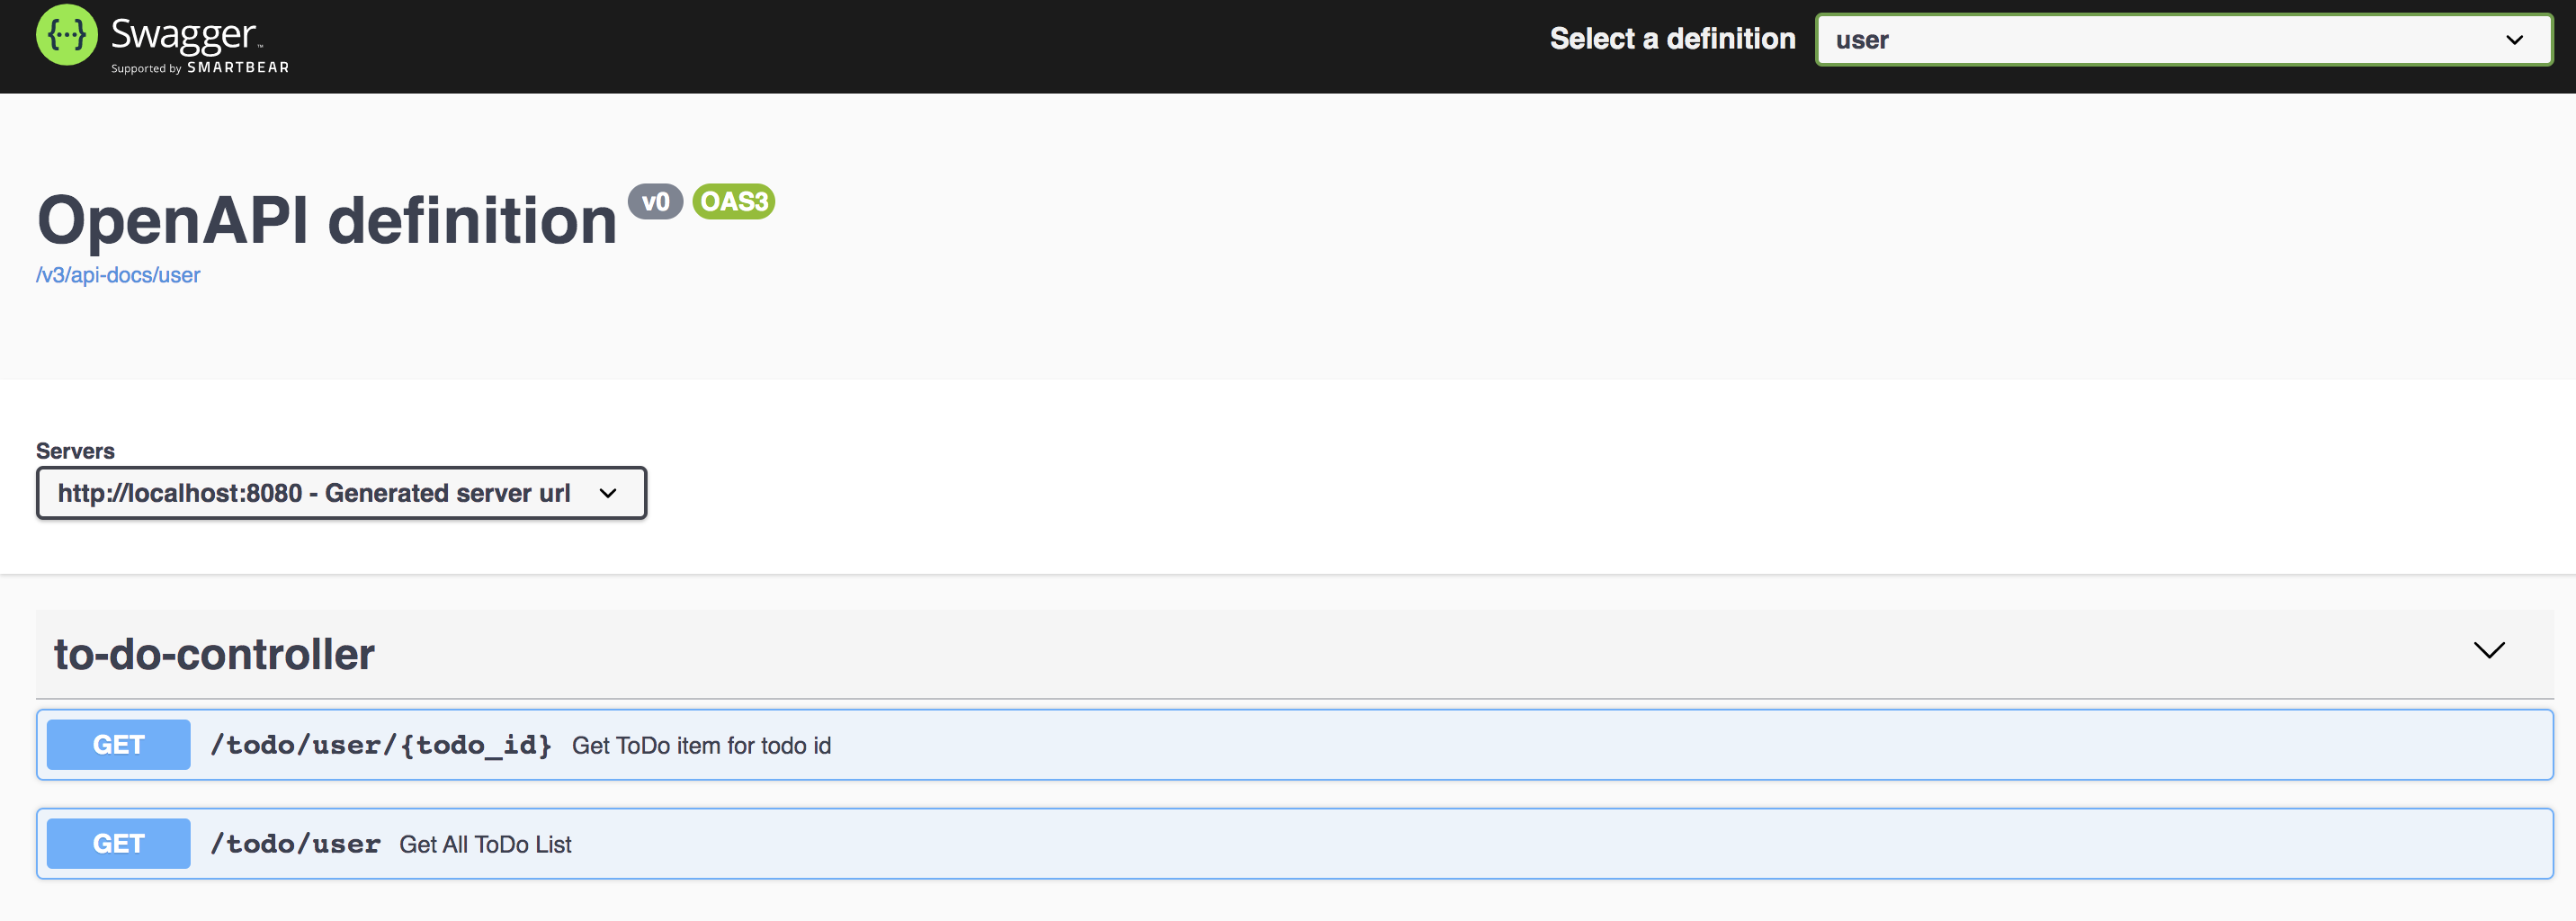 {···} Swagger™
Supported by SMARTBEAR
Select a definition
user
OpenAPI definition v0 OAS3
/v3/api-docs/user
Servers
http://localhost:8080 - Generated server url
to-do-controller
GET /todo/user/{todo_id} Get ToDo item for todo id
GET /todo/user Get All ToDo List